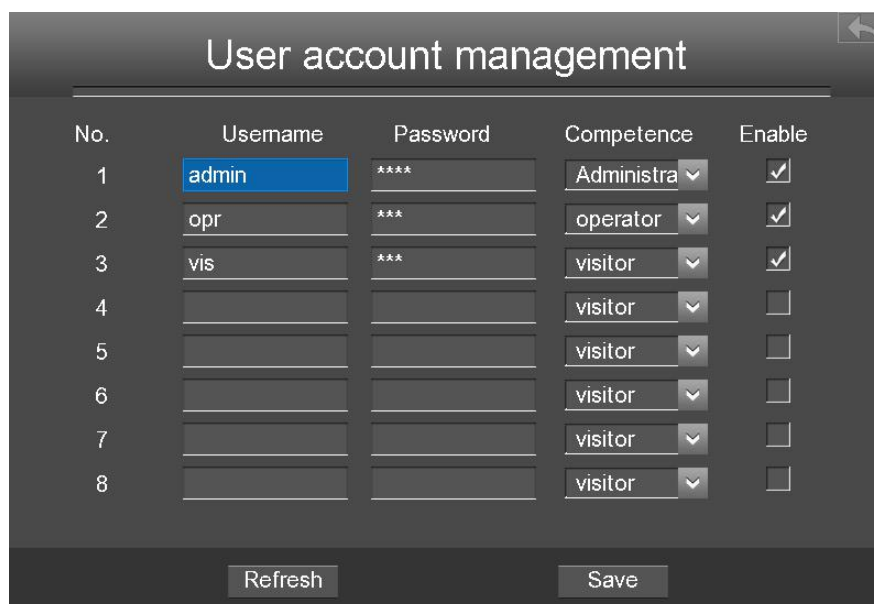 User account management
No. Username Password Competence Enable
1 admin **** Administra
2 opr *** operator
3 vis *** visitor
4 visitor
5 visitor
6 visitor
7 visitor
8 visitor
Refresh Save